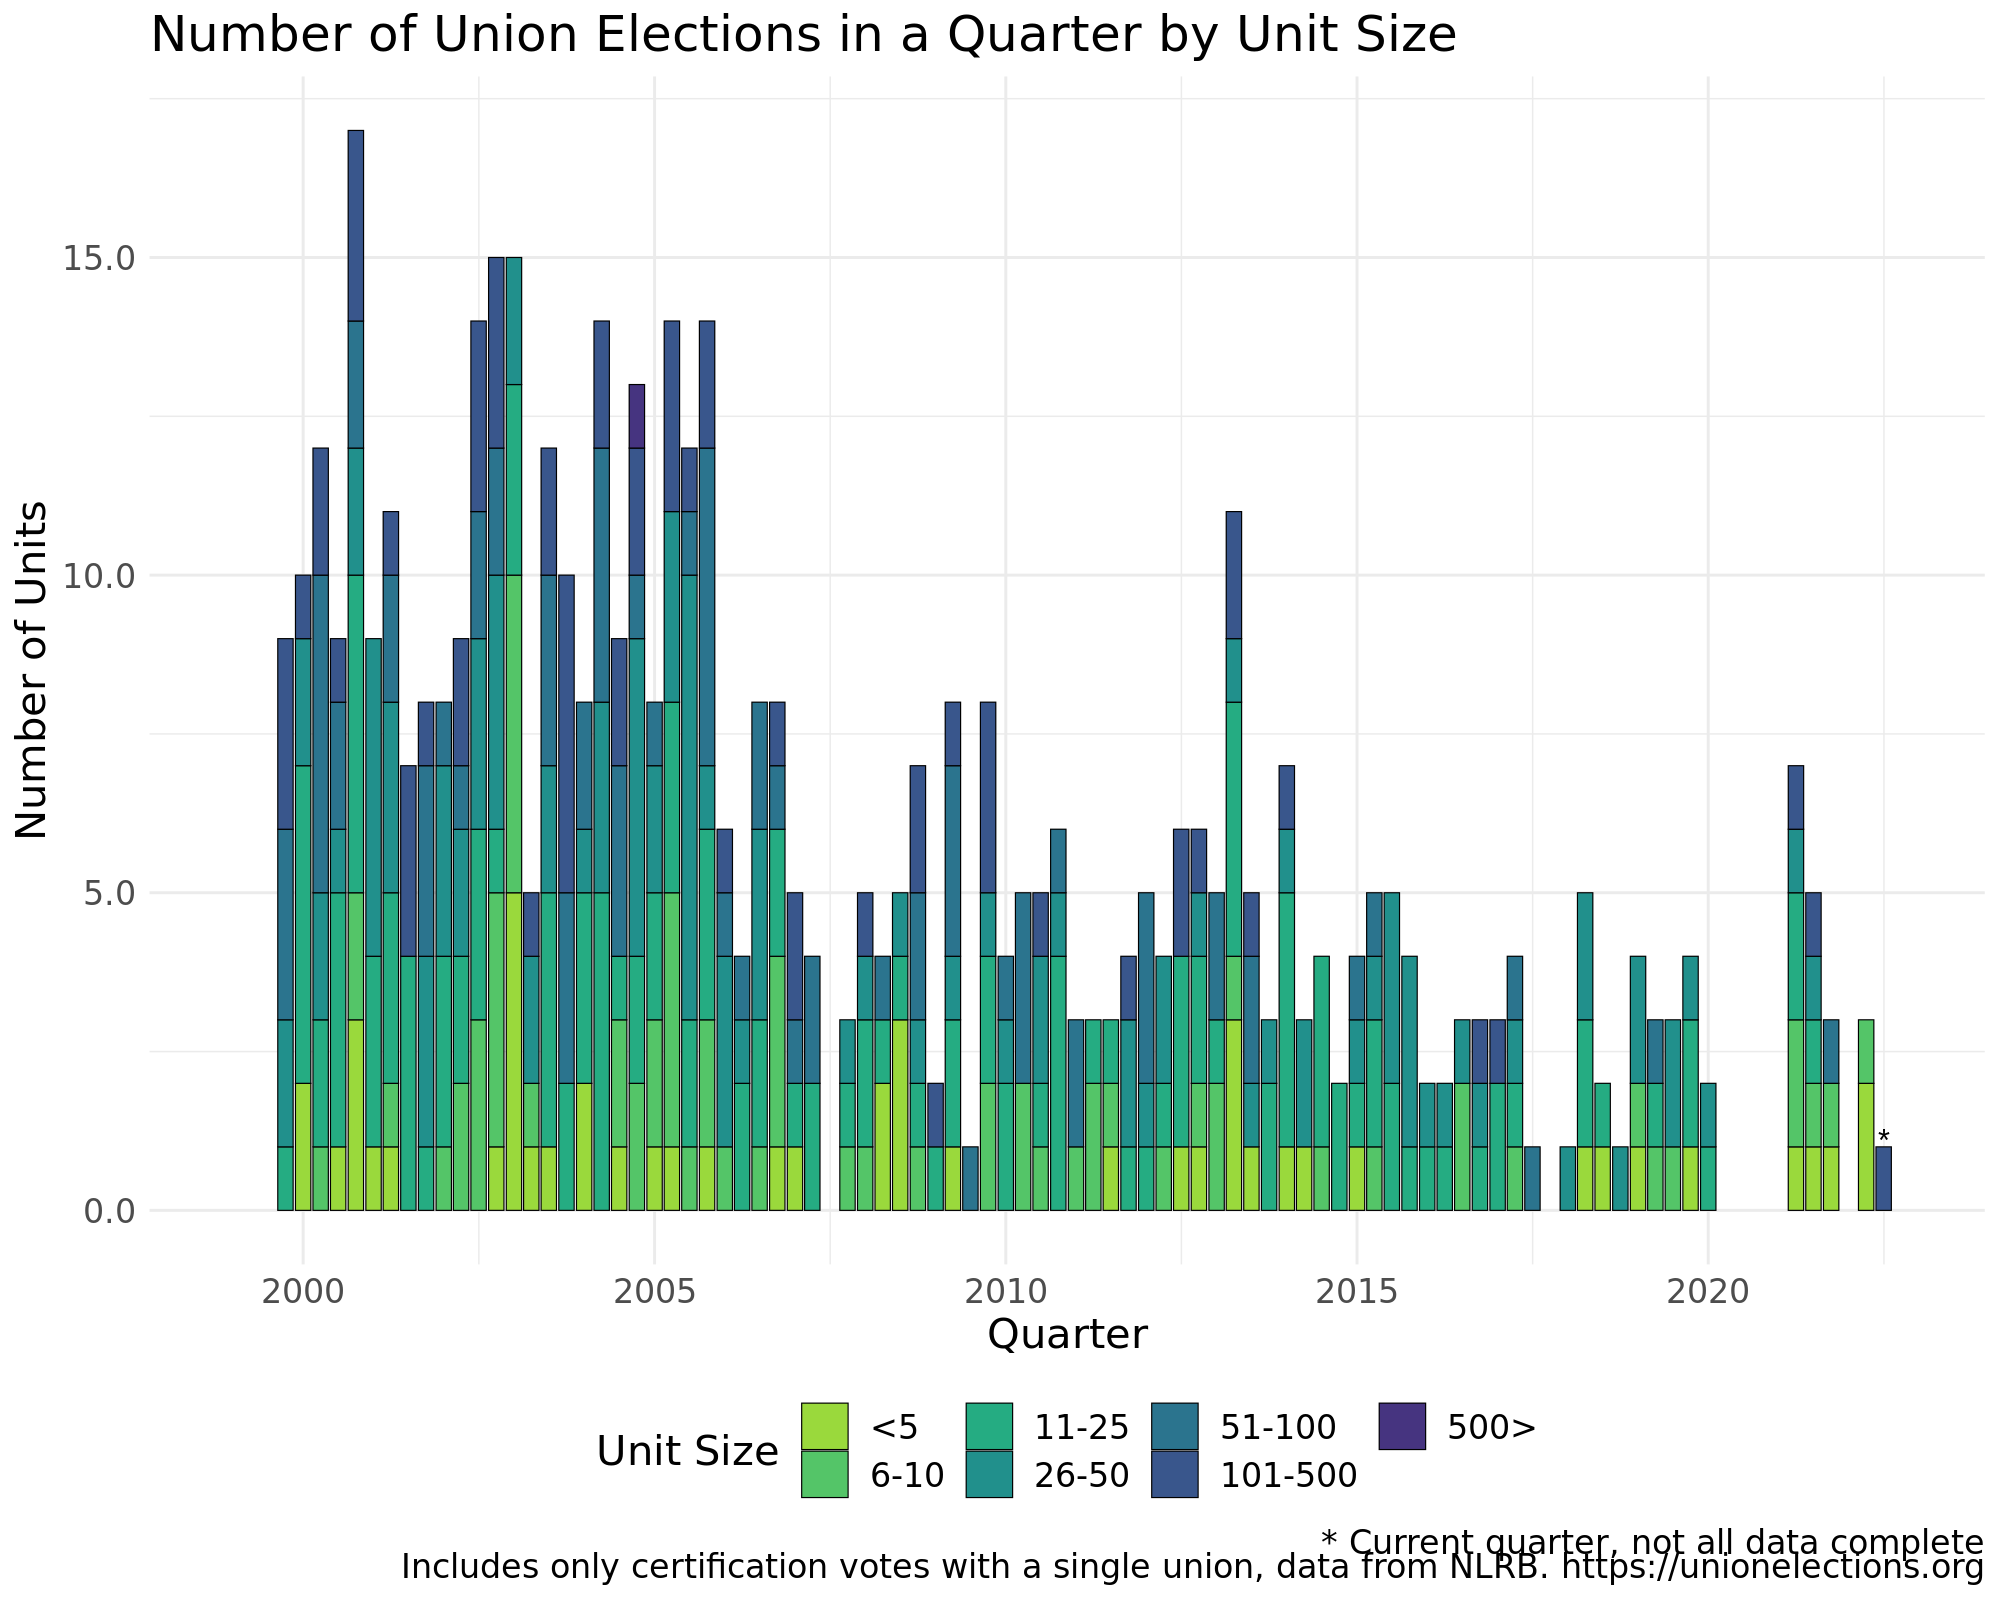 Number of Union Elections in a Quarter by Unit Size
Number of Units
15.0
10.0
5.0
0.0
*
2000 2005 2010 2015 2020
Quarter
Unit Size
<5 11-25 51-100 500>
6-10 26-50 101-500
* Current quarter, not all data complete
Includes only certification votes with a single union, data from NLRB. https://unionelections.org